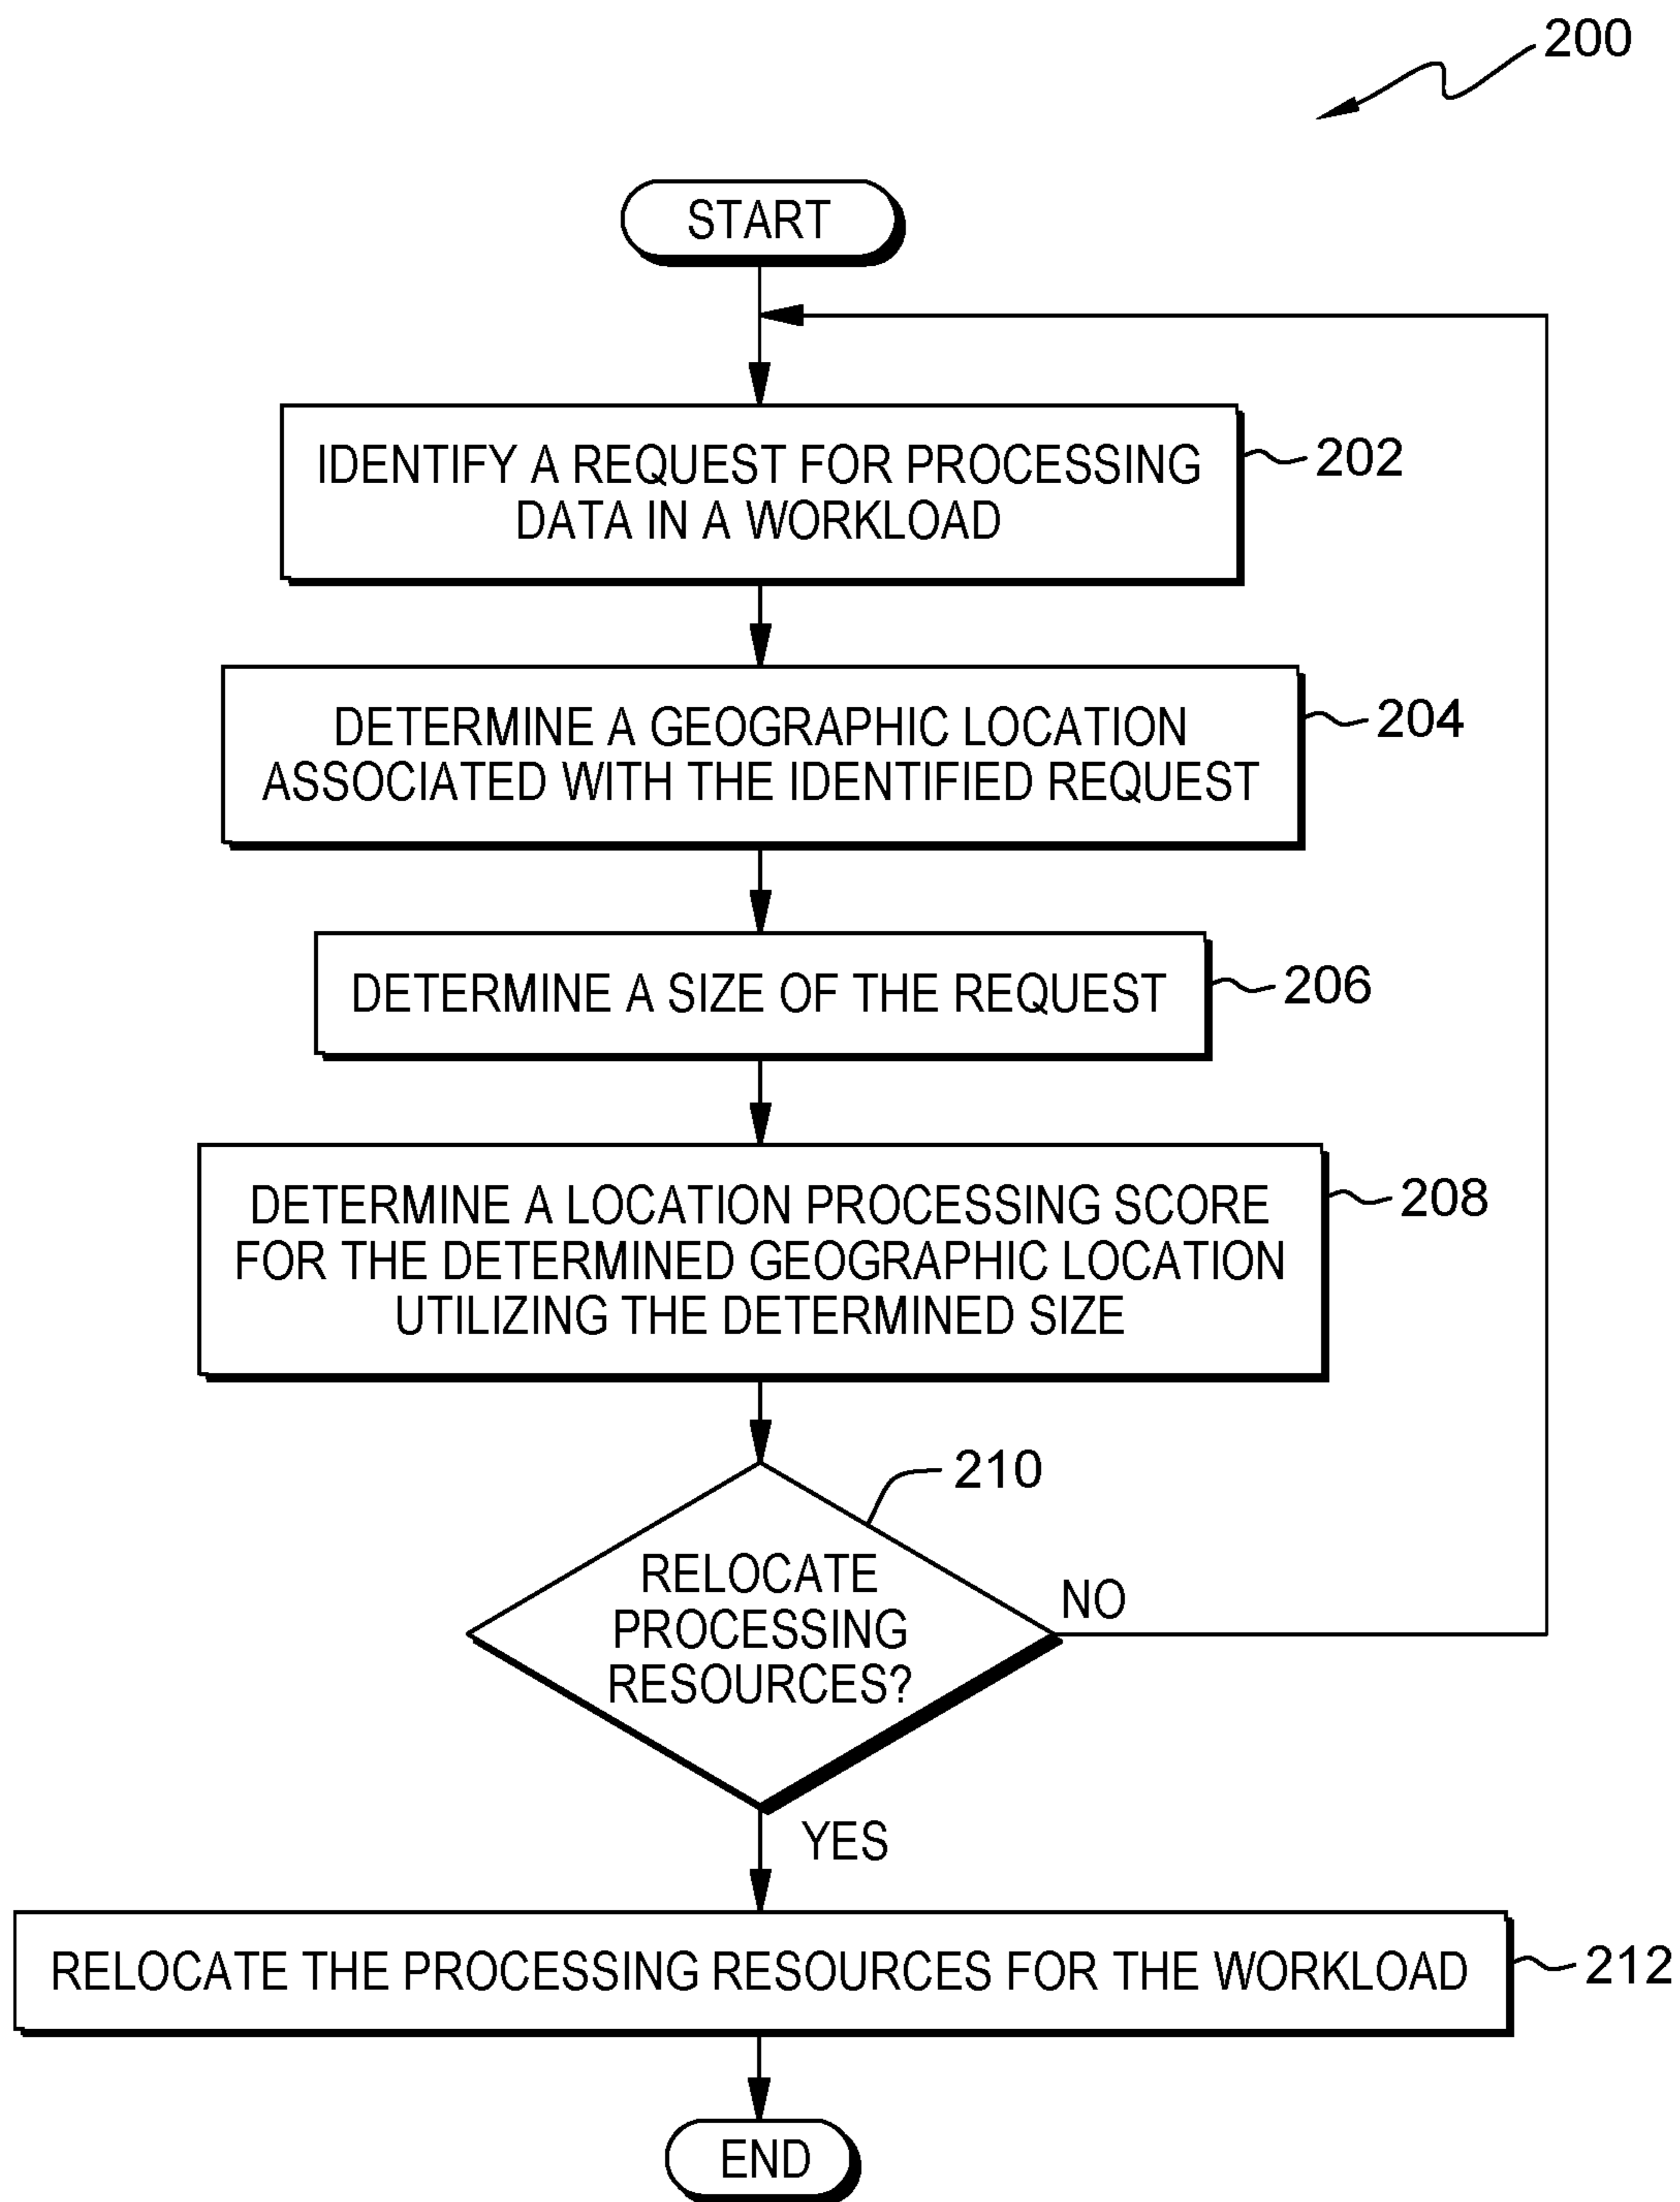 200
START
IDENTIFY A REQUEST FOR PROCESSING
DATA IN A WORKLOAD
202
DETERMINE A GEOGRAPHIC LOCATION
ASSOCIATED WITH THE IDENTIFIED REQUEST
204
DETERMINE A SIZE OF THE REQUEST
206
DETERMINE A LOCATION PROCESSING SCORE
FOR THE DETERMINED GEOGRAPHIC LOCATION
UTILIZING THE DETERMINED SIZE
208
210
RELOCATE
PROCESSING
RESOURCES?
NO
YES
RELOCATE THE PROCESSING RESOURCES FOR THE WORKLOAD
212
END